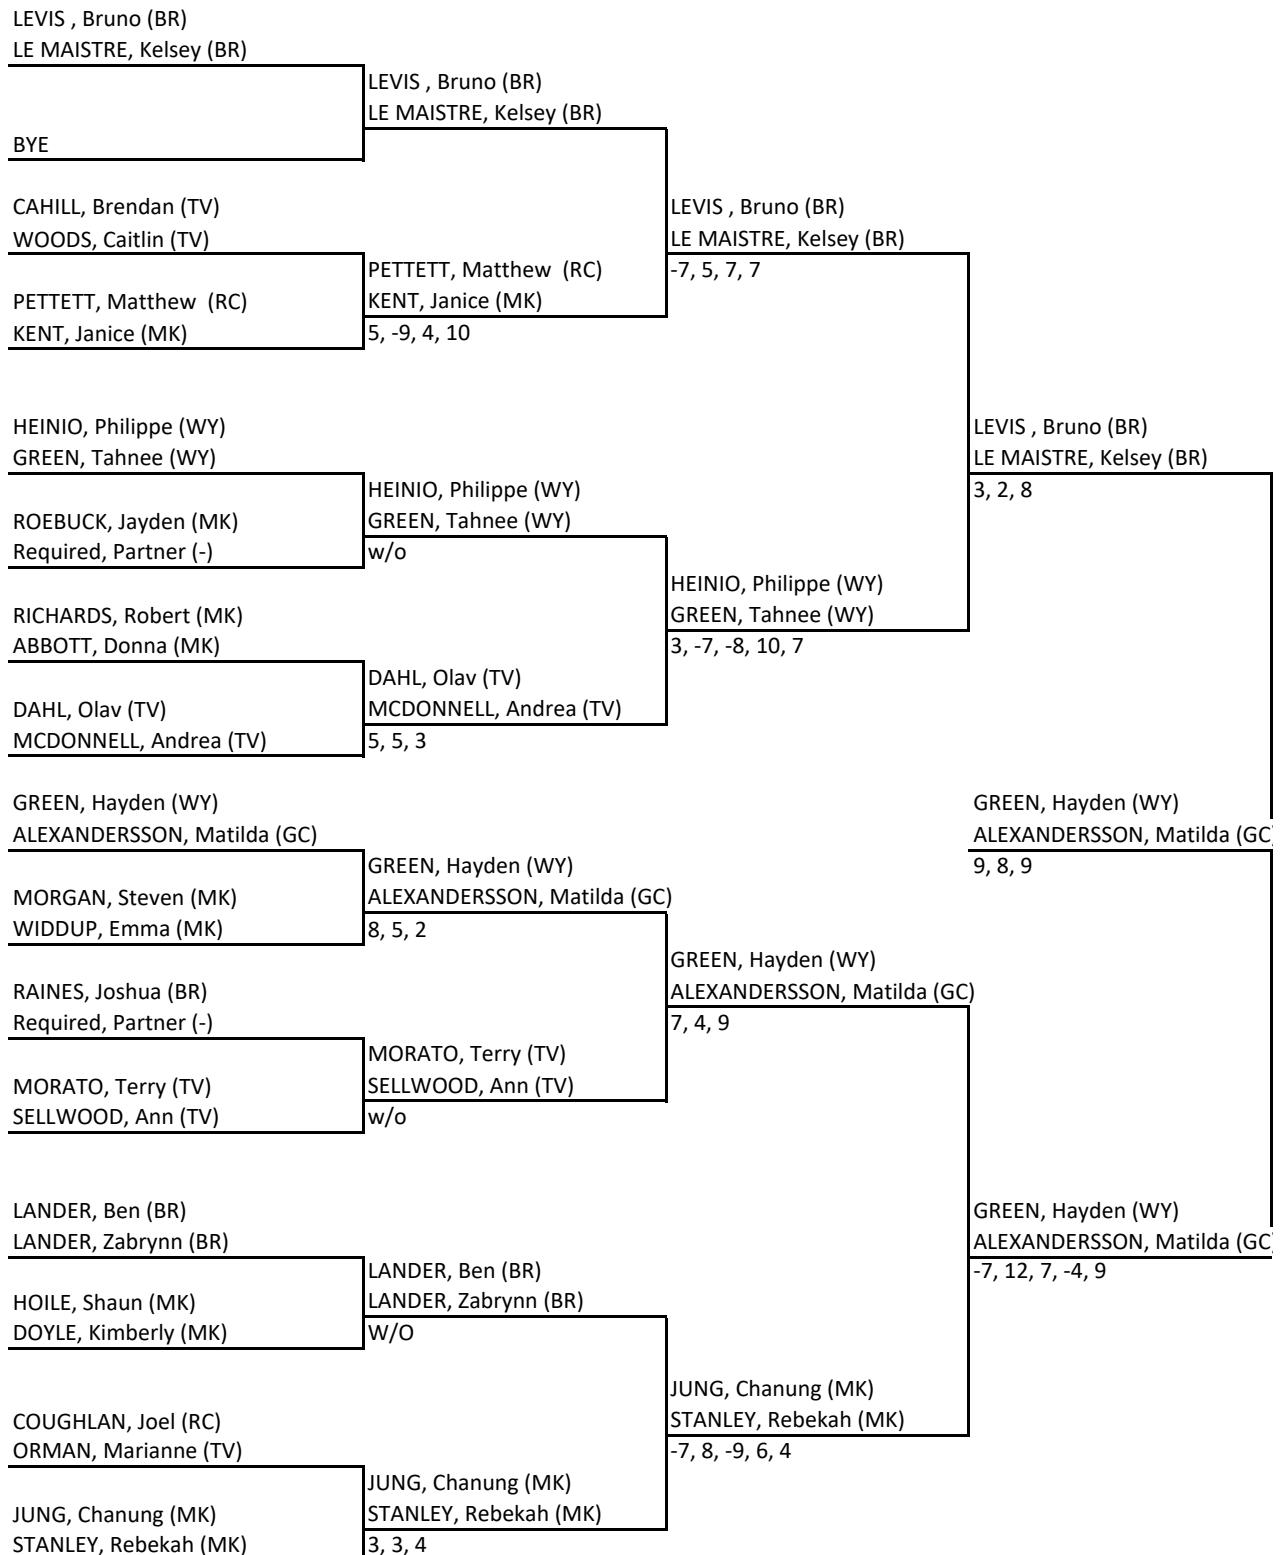 LEVIS , Bruno (BR)
LE MAISTRE, Kelsey (BR)
LEVIS , Bruno (BR)
LE MAISTRE, Kelsey (BR)
BYE
CAHILL, Brendan (TV)
WOODS, Caitlin (TV)
LEVIS , Bruno (BR)
LE MAISTRE, Kelsey (BR)
-7, 5, 7, 7
PETTETT, Matthew  (RC)
KENT, Janice (MK)
5, -9, 4, 10
PETTETT, Matthew  (RC)
KENT, Janice (MK)
HEINIO, Philippe (WY)
GREEN, Tahnee (WY)
LEVIS , Bruno (BR)
LE MAISTRE, Kelsey (BR)
3, 2, 8
HEINIO, Philippe (WY)
GREEN, Tahnee (WY)
w/o
ROEBUCK, Jayden (MK)
Required, Partner (-)
HEINIO, Philippe (WY)
GREEN, Tahnee (WY)
3, -7, -8, 10, 7
RICHARDS, Robert (MK)
ABBOTT, Donna (MK)
DAHL, Olav (TV)
MCDONNELL, Andrea (TV)
5, 5, 3
DAHL, Olav (TV)
MCDONNELL, Andrea (TV)
GREEN, Hayden (WY)
ALEXANDERSSON, Matilda (GC)
GREEN, Hayden (WY)
ALEXANDERSSON, Matilda (GC)
9, 8, 9
GREEN, Hayden (WY)
ALEXANDERSSON, Matilda (GC)
8, 5, 2
MORGAN, Steven (MK)
WIDDUP, Emma (MK)
GREEN, Hayden (WY)
ALEXANDERSSON, Matilda (GC)
7, 4, 9
RAINES, Joshua (BR)
Required, Partner (-)
MORATO, Terry (TV)
SELLWOOD, Ann (TV)
w/o
MORATO, Terry (TV)
SELLWOOD, Ann (TV)
LANDER, Ben (BR)
LANDER, Zabrynn (BR)
GREEN, Hayden (WY)
ALEXANDERSSON, Matilda (GC)
-7, 12, 7, -4, 9
LANDER, Ben (BR)
LANDER, Zabrynn (BR)
W/O
HOILE, Shaun (MK)
DOYLE, Kimberly (MK)
JUNG, Chanung (MK)
STANLEY, Rebekah (MK)
-7, 8, -9, 6, 4
COUGHLAN, Joel (RC)
ORMAN, Marianne (TV)
JUNG, Chanung (MK)
STANLEY, Rebekah (MK)
3, 3, 4
JUNG, Chanung (MK)
STANLEY, Rebekah (MK)